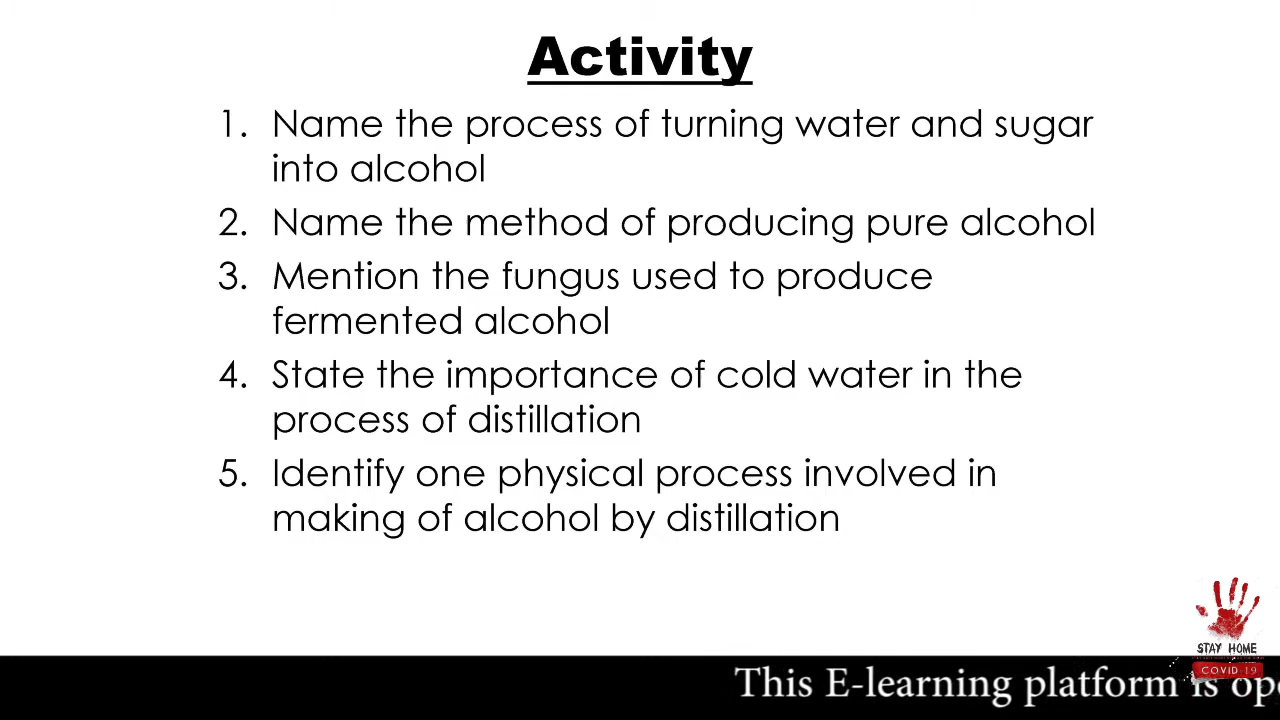 Activity
1. Name the process of turning water and sugar
into alcohol
2. Name the method of producing pure alcohol
3. Mention the fungus used to produce
fermented alcohol
4. State the importance of cold water in the
process of distillation
5. Identify one physical process involved in
making of alcohol by distillation
STAY HOME
COVID-19
This E-learning platform is